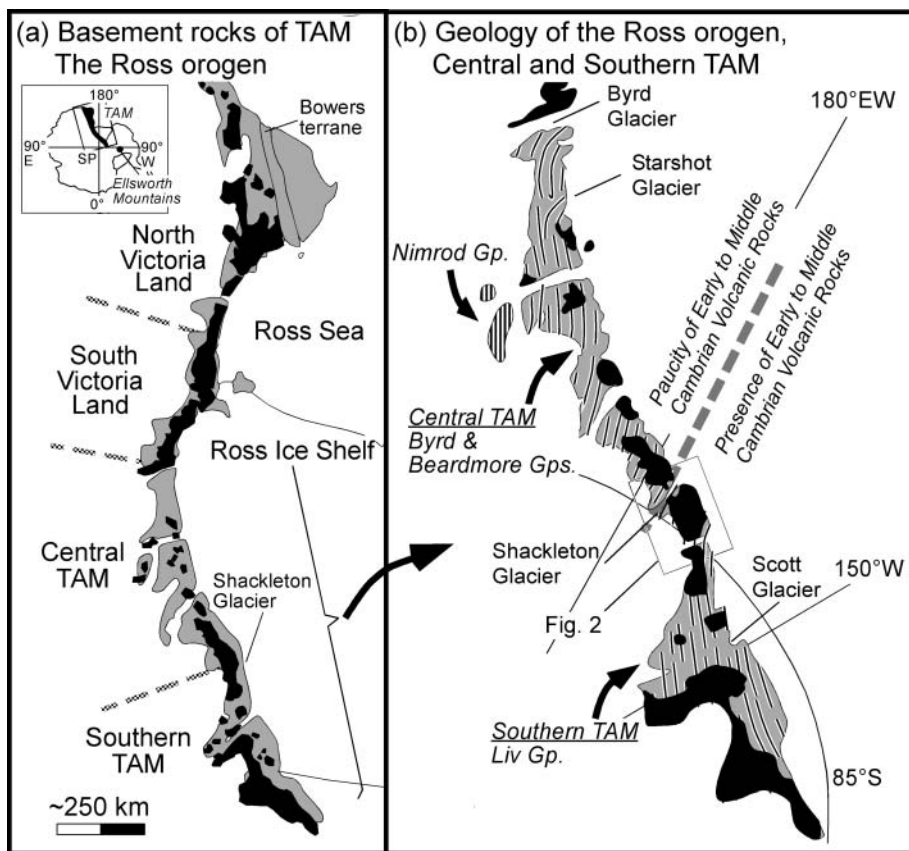 (a) Basement rocks of TAM
The Ross orogen
180°
TAM
90°
E
SP
90°
W
Ellsworth
Mountains
0°
Bowers
terrane
North
Victoria
Land
Ross Sea
South
Victoria
Land
Ross Ice Shelf
Central
TAM
Shackleton
Glacier
Southern
TAM
~250 km
(b) Geology of the Ross orogen,
Central and Southern TAM
Byrd
Glacier
180°EW
Starshot
Glacier
Nimrod Gp.
Paucity of Early to Middle
Cambrian Volcanic Rocks
Presence of Early to Middle
Cambrian Volcanic Rocks
Central TAM
Byrd &
Beardmore Gps.
Shackleton
Glacier
Scott
Glacier
150°W
Fig. 2
Southern TAM
Liv Gp.
85°S